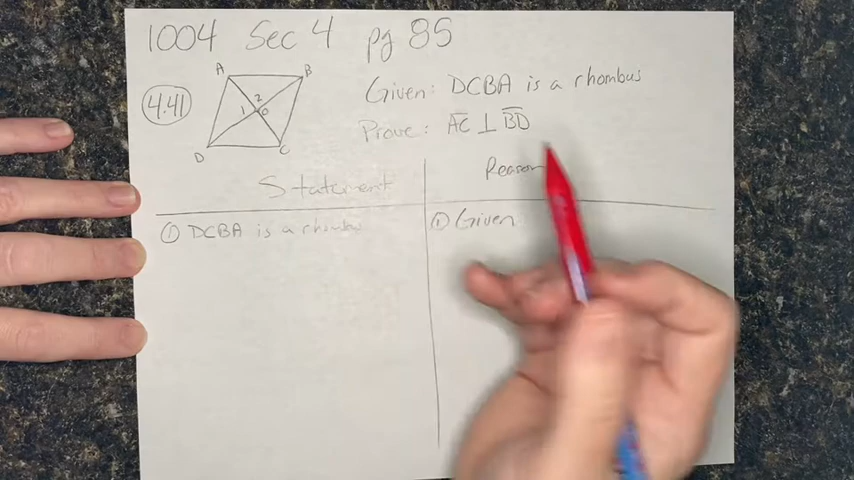 1004 Sec 4 pg 85
4.41
A B
2
1 O
D C
Given: DCBA is a rhombus
Prove: AC ⊥ BD
Statement Reason
① DCBA is a rhombus ① Given